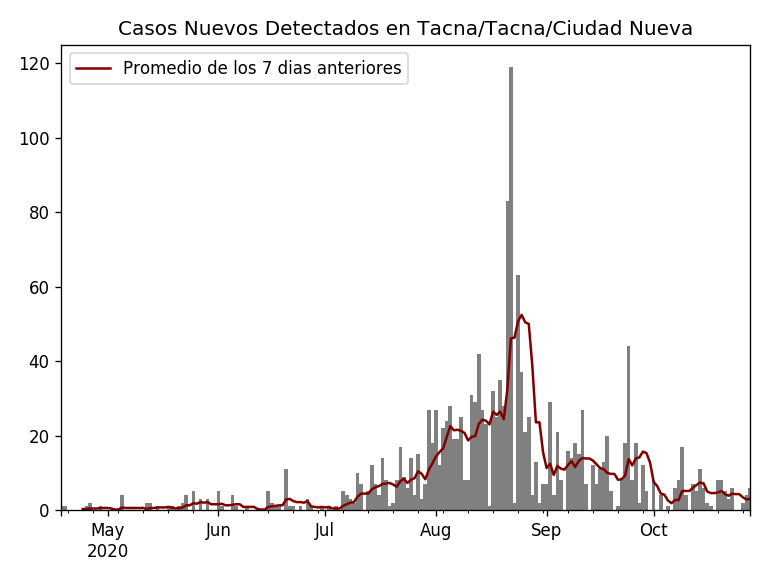 Casos Nuevos Detectados en Tacna/Tacna/Ciudad Nueva
Promedio de los 7 dias anteriores
120
100
80
60
40
20
0
May Jun Jul Aug Sep Oct
2020